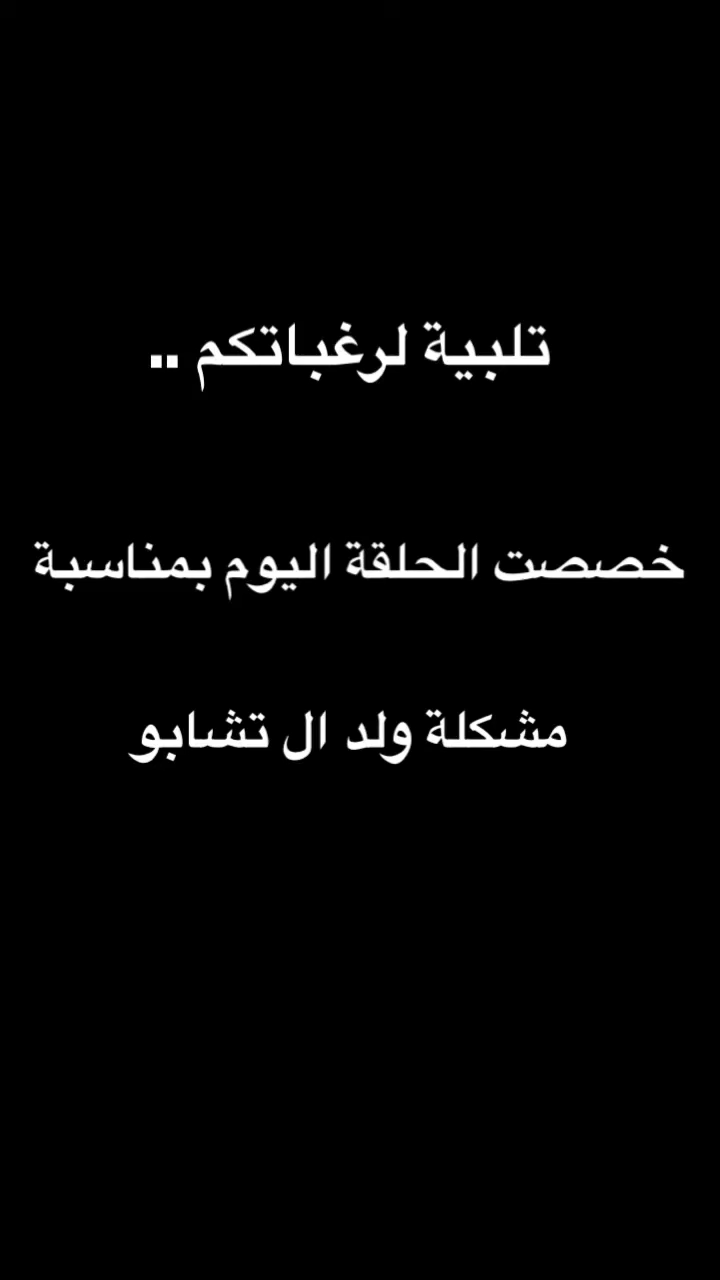 تلبية لرغباتكم ..
خصصت الحلقة اليوم بمناسبة
مشكلة ولد ال تشابو